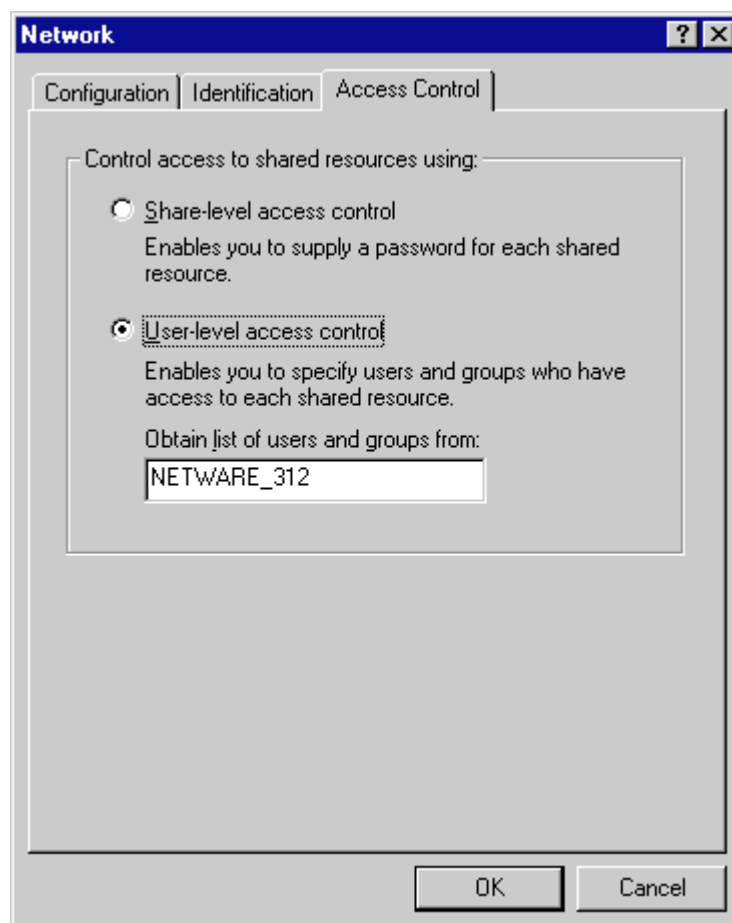 Network
Configuration Identification Access Control
Control access to shared resources using:
Share-level access control
Enables you to supply a password for each shared
resource.
User-level access control
Enables you to specify users and groups who have
access to each shared resource.
Obtain list of users and groups from:
NETWARE_312
OK Cancel